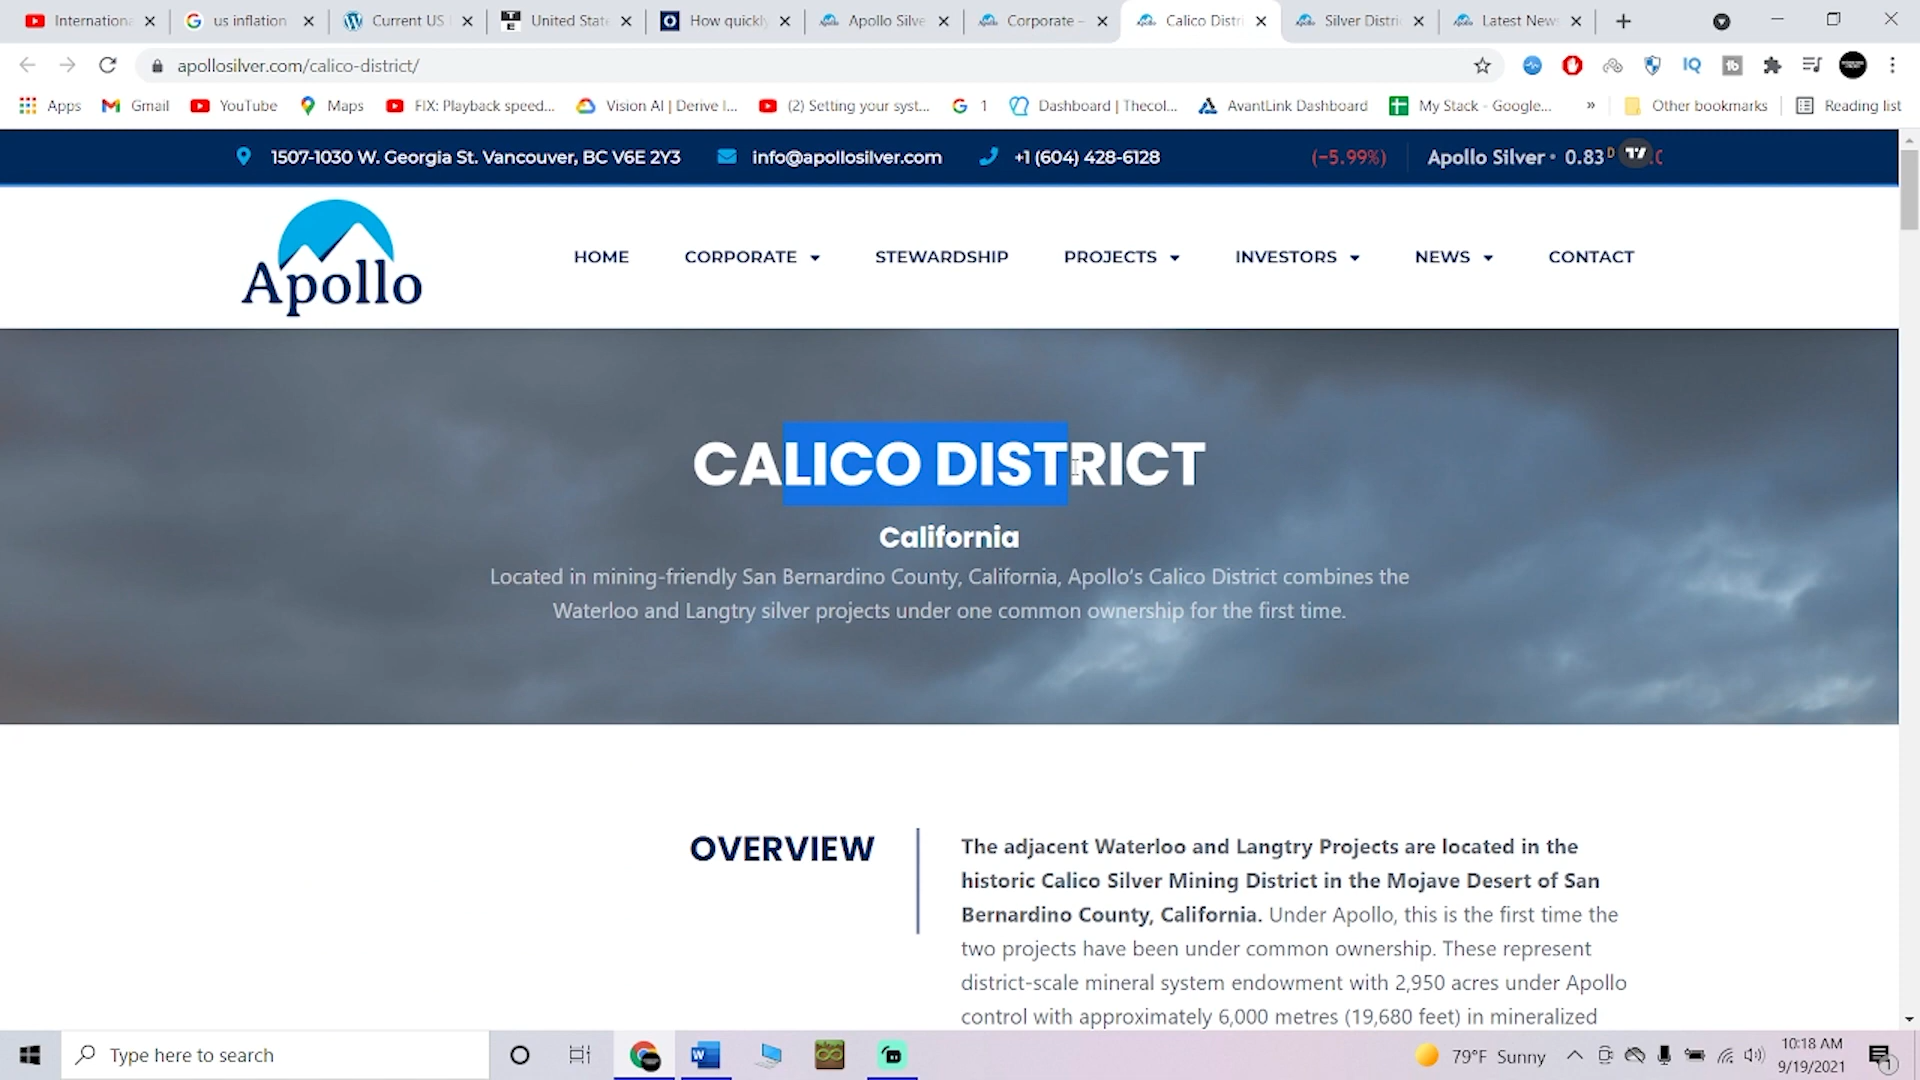 Internationa
us inflation
Current US
United State
How quickly
Apollo Silve
Corporate –
Calico Distri
Silver Distric
Latest News
apollosilver.com/calico-district/
Apps
Gmail
YouTube
Maps
FIX: Playback speed...
Vision AI | Derive I...
(2) Setting your syst...
1
Dashboard | Thecol...
AvantLink Dashboard
My Stack - Google...
»
Other bookmarks
Reading list
1507-1030 W. Georgia St. Vancouver, BC V6E 2Y3
info@apollosilver.com
+1 (604) 428-6128
(−5.99%)
Apollo Silver • 0.83 D
Apollo
HOME
CORPORATE
STEWARDSHIP
PROJECTS
INVESTORS
NEWS
CONTACT
CALICO DISTRICT
California
Located in mining-friendly San Bernardino County, California, Apollo's Calico District combines the
Waterloo and Langtry silver projects under one common ownership for the first time.
OVERVIEW
The adjacent Waterloo and Langtry Projects are located in the
historic Calico Silver Mining District in the Mojave Desert of San
Bernardino County, California. Under Apollo, this is the first time the
two projects have been under common ownership. These represent
district-scale mineral system endowment with 2,950 acres under Apollo
control with approximately 6,000 metres (19,680 feet) in mineralized
Type here to search
79°F Sunny
10:18 AM
9/19/2021
1